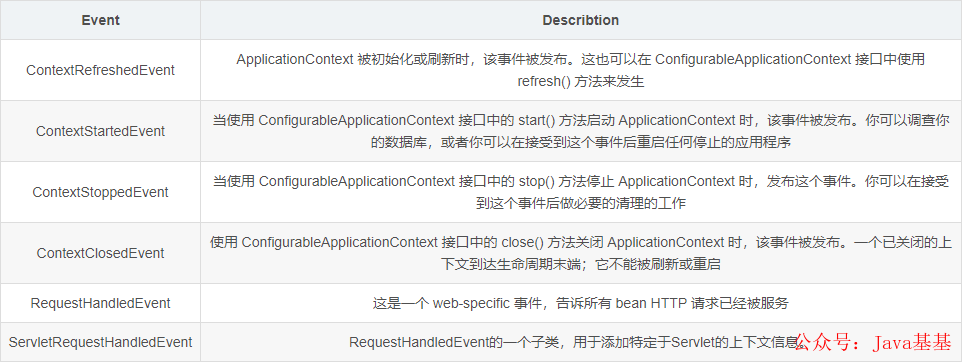 Event
Describtion
ContextRefreshedEvent
ApplicationContext 被初始化或刷新时，该事件被发布。这也可以在 ConfigurableApplicationContext 接口中使用
refresh() 方法来发生
ContextStartedEvent
当使用 ConfigurableApplicationContext 接口中的 start() 方法启动 ApplicationContext 时，该事件被发布。你可以调查你
的数据库，或者你可以在接受到这个事件后重启任何停止的应用程序
ContextStoppedEvent
当使用 ConfigurableApplicationContext 接口中的 stop() 方法停止 ApplicationContext 时，发布这个事件。你可以在接受
到这个事件后做必要的清理的工作
ContextClosedEvent
使用 ConfigurableApplicationContext 接口中的 close() 方法关闭 ApplicationContext 时，该事件被发布。一个已关闭的上
下文到达生命周期末端；它不能被刷新或重启
RequestHandledEvent
这是一个 web-specific 事件，告诉所有 bean HTTP 请求已经被服务
ServletRequestHandledEvent
RequestHandledEvent的一个子类，用于添加特定于Servlet的上下文信息。
公众号：Java基基